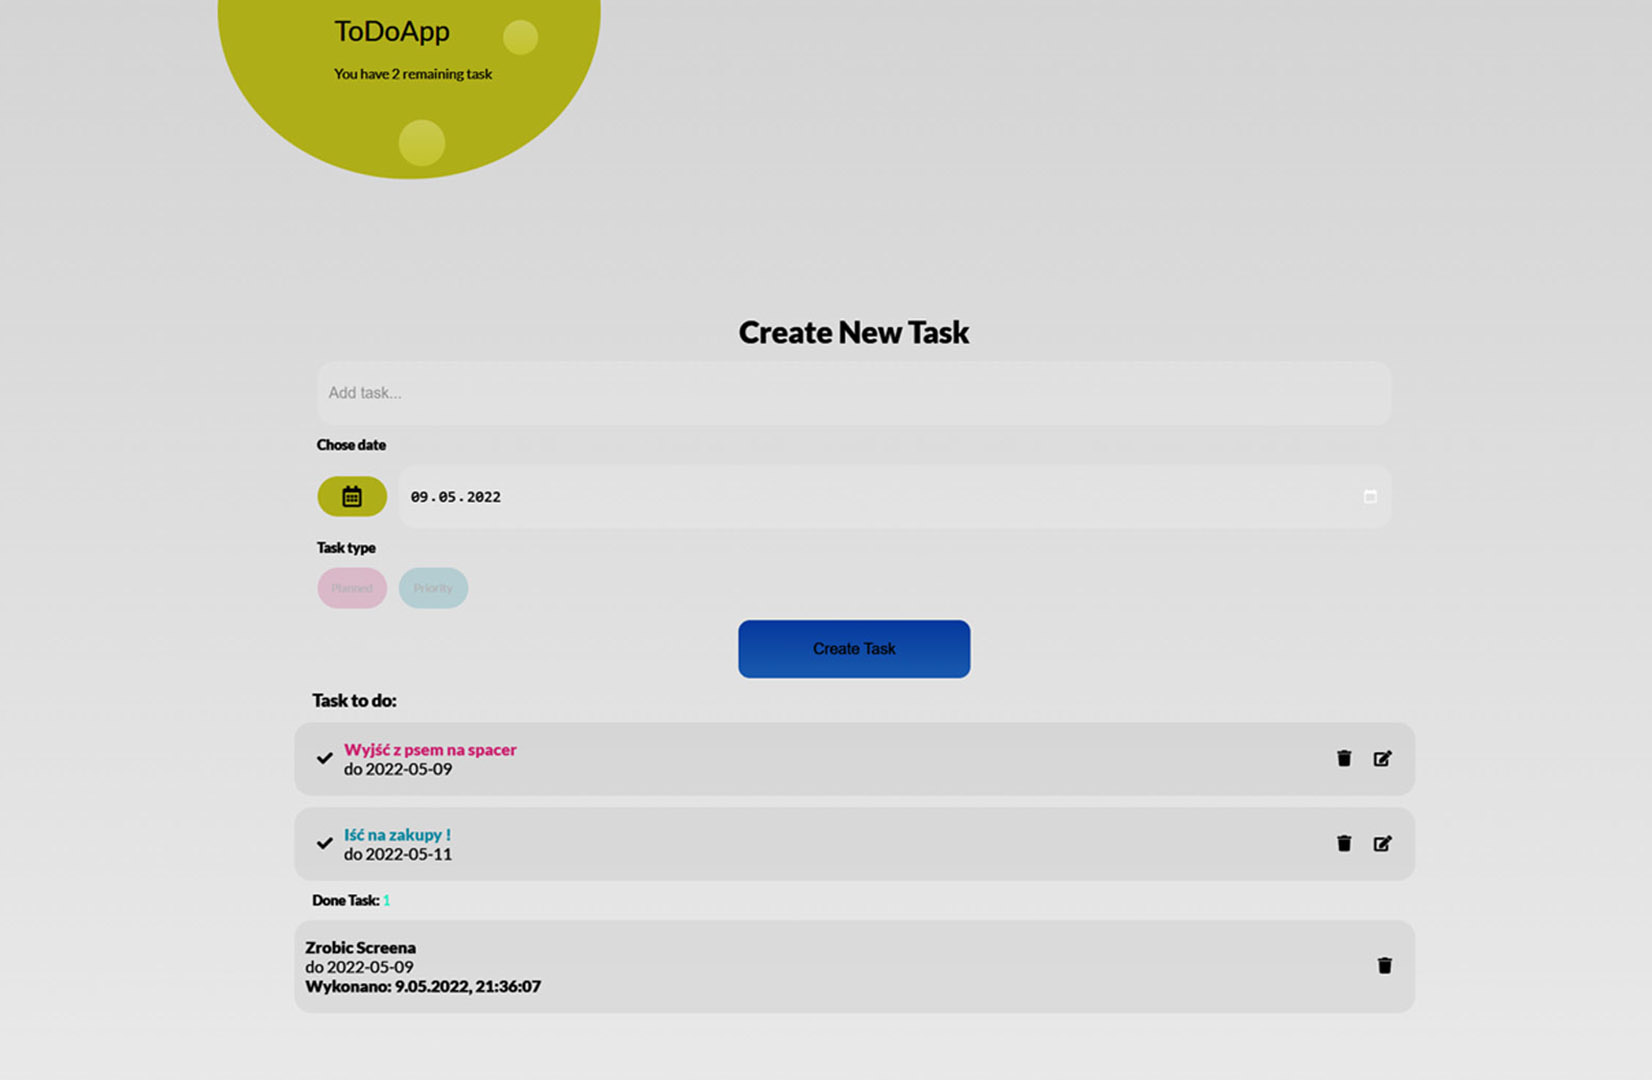 ToDoApp
You have 2 remaining task
Create New Task
Add task...
Chose date
09.05.2022
Task type
Planned Priority
Create Task
Task to do:
Wyjść z psem na spacer
do 2022-05-09
Iść na zakupy !
do 2022-05-11
Done Task: 1
Zrobic Screena
do 2022-05-09
Wykonano: 9.05.2022, 21:36:07